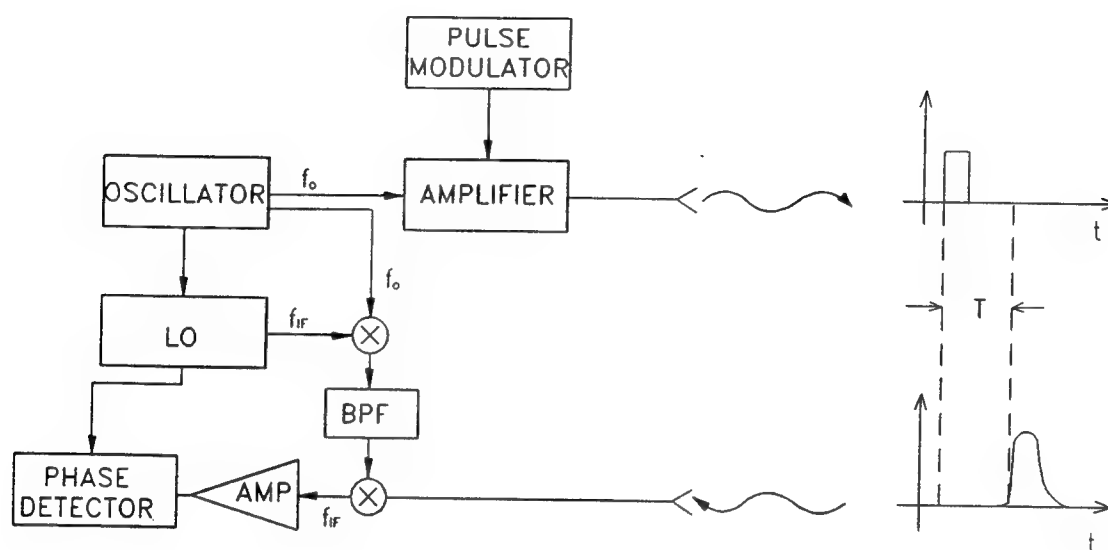 PULSE
MODULATOR
OSCILLATOR
f₀
AMPLIFIER
t
f₀
LO
f_IF
T
BPF
PHASE
DETECTOR
AMP
f_IF
t